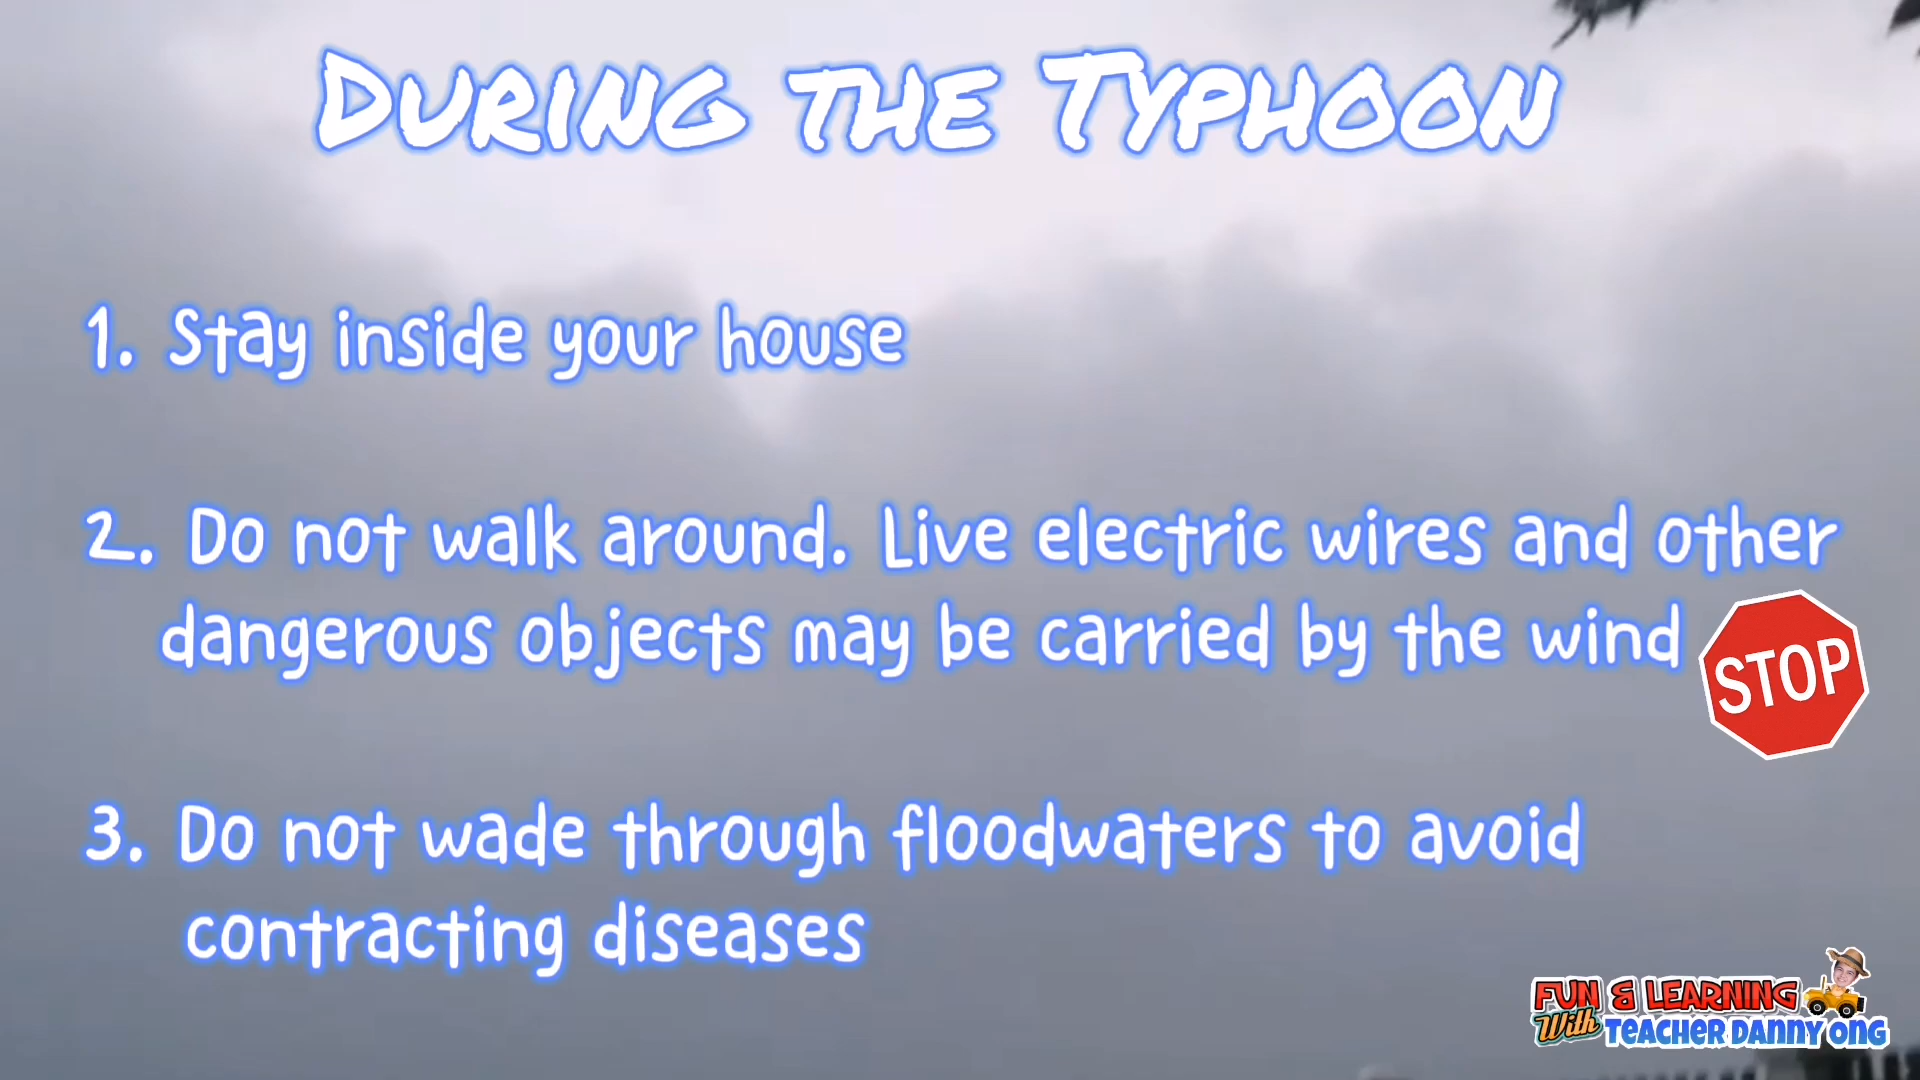 During the Typhoon
1. Stay inside your house
2. Do not walk around. Live electric wires and other
dangerous objects may be carried by the wind
STOP
3. Do not wade through floodwaters to avoid
contracting diseases
FUN & LEARNING
With TEACHER DANNY ONG